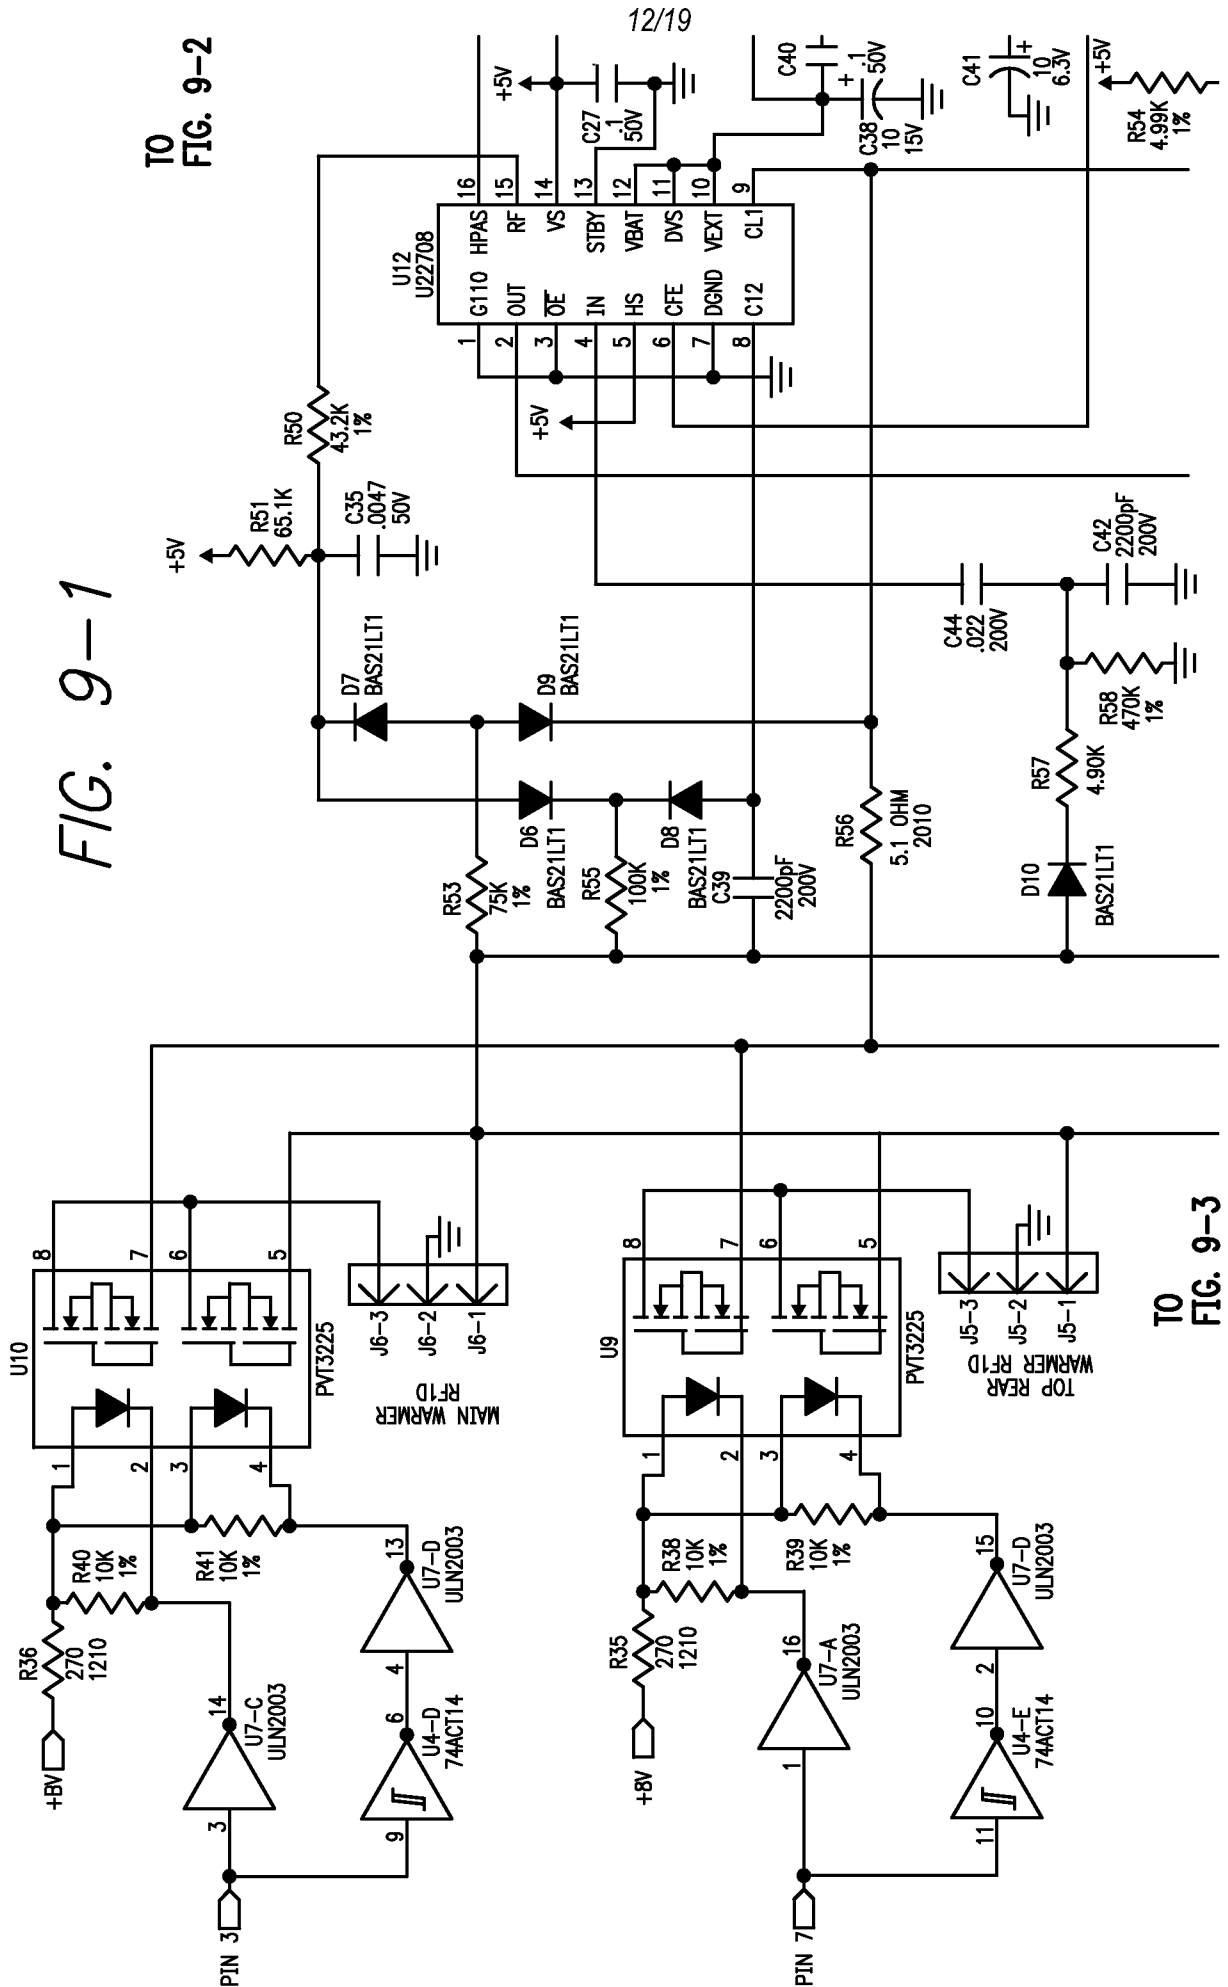 12/19
FIG. 9-1
TO
FIG. 9-2
+5V
R51
65.1K
R50
43.2K
1%
C35
.0047
50V
D7
BAS21LT1
D9
BAS21LT1
R53
75K
1%
D6
BAS21LT1
R55
100K
1%
D8
BAS21LT1
C39
2200pF
200V
R56
5.1 OHM
2010
D10
BAS21LT1
R57
4.90K
R58
470K
1%
C44
.022
200V
C42
2200pF
200V
U12
U22708
1 G110
2 OUT
3 OE
4 IN
5 HS
6 CFE
7 DGND
8 C12
HPAS 16
RF 15
VS 14
STBY 13
VBAT 12
DVS 11
VEXT 10
CL1 9
+5V
+5V
C27
.1
50V
C40
.1
50V
+
C38
10
15V
C41
+
10
6.3V
+5V
R54
4.99K
1%
U10
PVT3225
1
2
3
4
8
7
6
5
J6-3
J6-2
J6-1
MAIN WARMER
RF1D
+BV
R36
270
1210
R40
10K
1%
R41
10K
1%
PIN 3
3
14
U7-C
ULN2003
9
6
U4-D
74ACT14
4
13
U7-D
ULN2003
U9
PVT3225
1
2
3
4
8
7
6
5
J5-3
J5-2
J5-1
TOP REAR
WARMER RF1D
+8V
R35
270
1210
R38
10K
1%
R39
10K
1%
PIN 7
1
16
U7-A
ULN2003
11
10
U4-E
74ACT14
2
15
U7-D
ULN2003
TO
FIG. 9-3